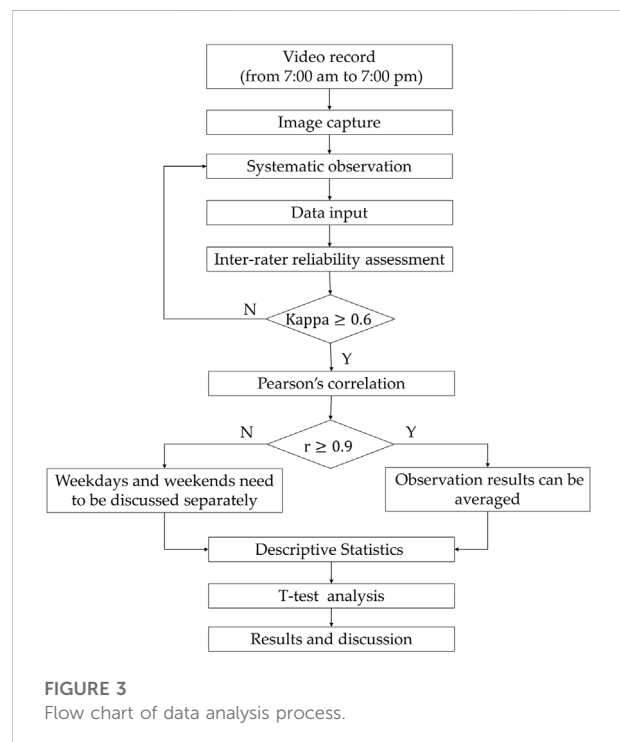 Video record
(from 7:00 am to 7:00 pm)
Image capture
Systematic observation
Data input
Inter-rater reliability assessment
N
Kappa ≥ 0.6
Y
Pearson's correlation
N
Y
r ≥ 0.9
Weekdays and weekends need
to be discussed separately
Observation results can be
averaged
Descriptive Statistics
T-test analysis
Results and discussion
FIGURE 3
Flow chart of data analysis process.